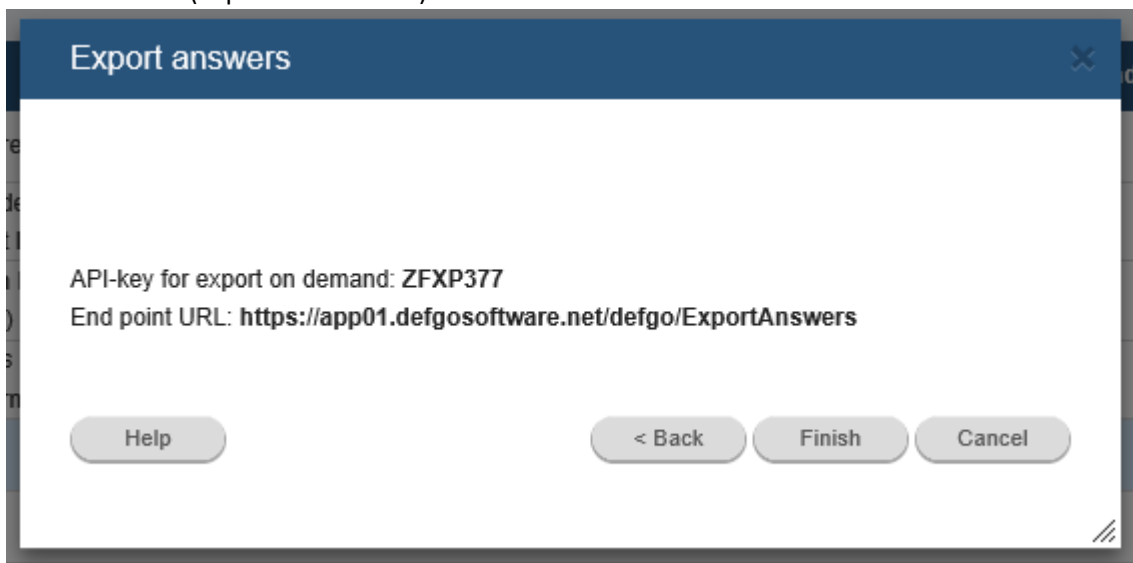 Export answers
API-key for export on demand: ZFXP377
End point URL: https://app01.defgosoftware.net/defgo/ExportAnswers
Help
< Back
Finish
Cancel